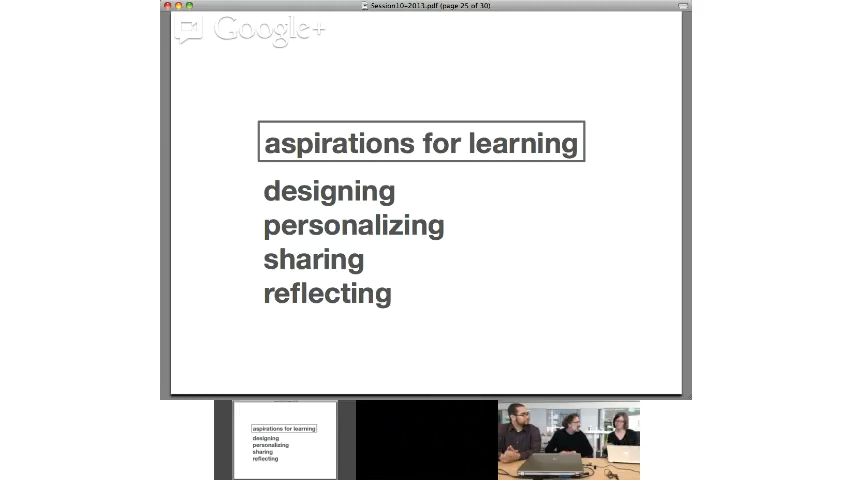 Session10-2013.pdf (page 25 of 30)
Google+
aspirations for learning
designing
personalizing
sharing
reflecting
aspirations for learning
designing
personalizing
sharing
reflecting